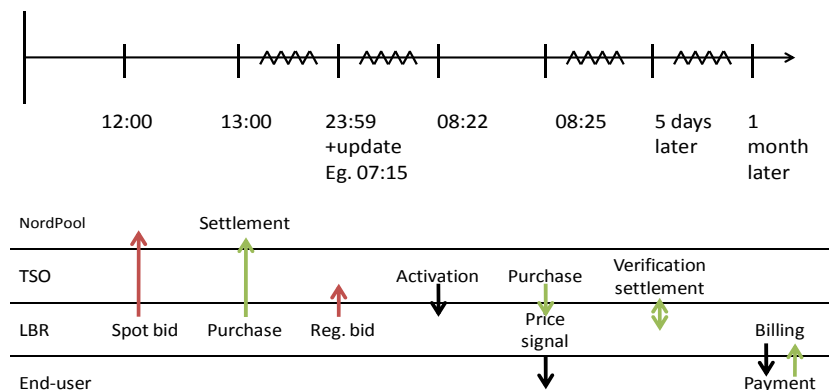 12:00
13:00
23:59
+update
Eg. 07:15
08:22
08:25
5 days
later
1
month
later
NordPool
Settlement
TSO
Activation
Purchase
Verification
settlement
LBR
Spot bid
Purchase
Reg. bid
Price
signal
Billing
End-user
Payment